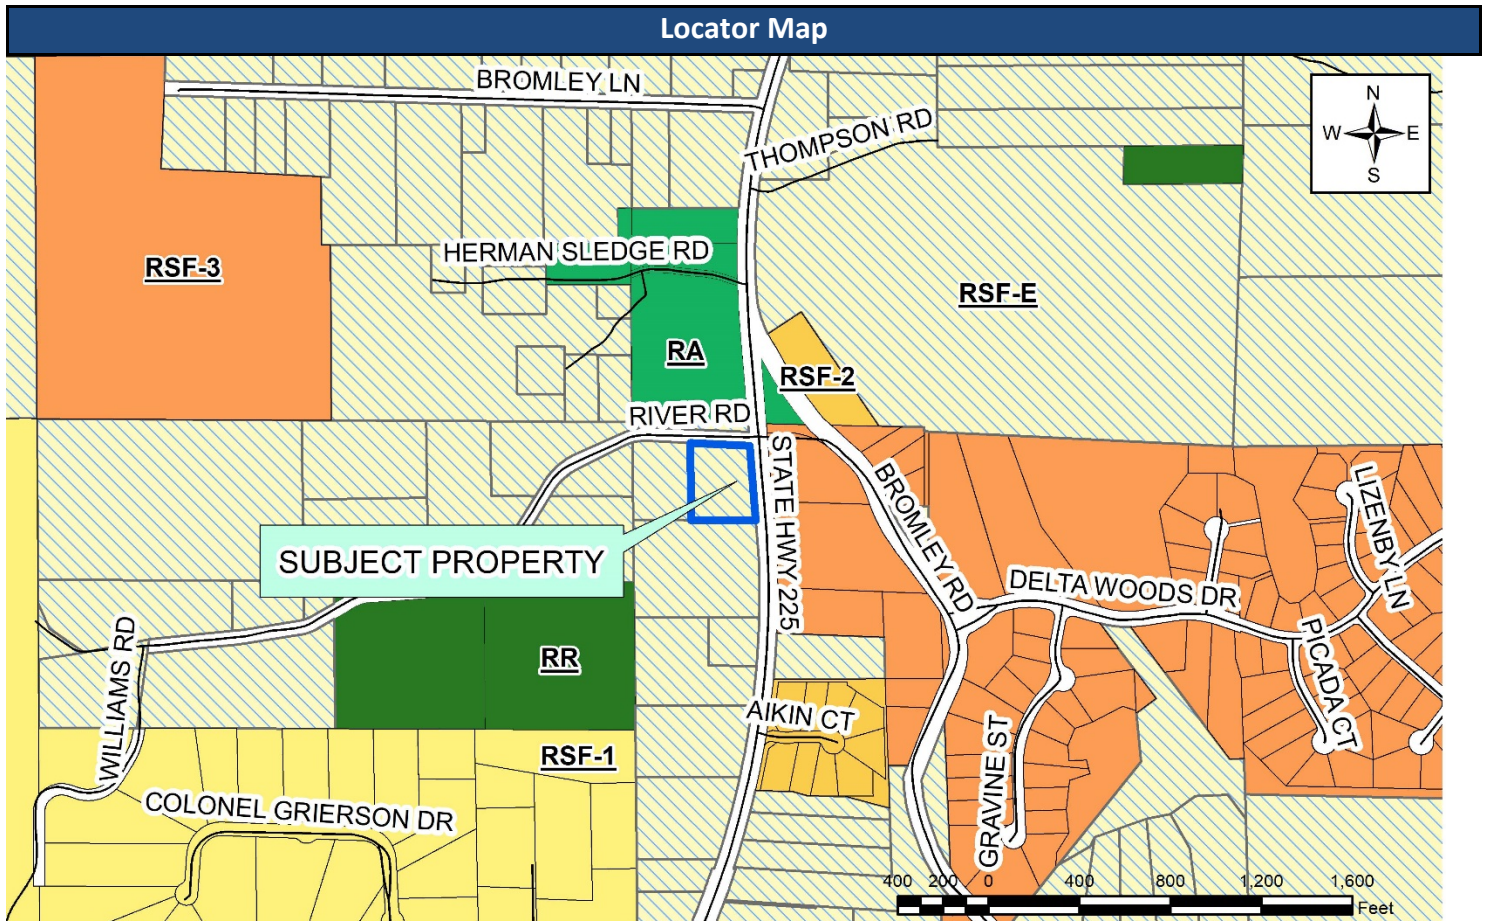 Locator Map
BROMLEY LN
THOMPSON RD
N
W E
S
HERMAN SLEDGE RD
RSF-3
RSF-E
RA
RSF-2
RIVER RD
STATE HWY 225
BROMLEY RD
LIZENBY LN
SUBJECT PROPERTY
DELTA WOODS DR
WILLIAMS RD
RR
PICADA CT
AIKIN CT
GRAVINE ST
RSF-1
COLONEL GRIERSON DR
400 200 0 400 800 1,200 1,600
Feet